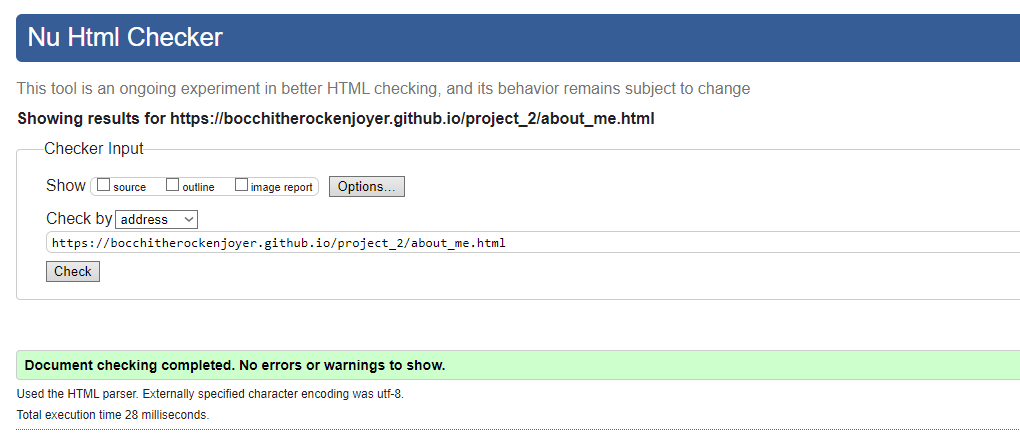 Nu Html Checker
This tool is an ongoing experiment in better HTML checking, and its behavior remains subject to change
Showing results for https://bocchitherockenjoyer.github.io/project_2/about_me.html
Checker Input
Show source outline image report Options...
Check by address
https://bocchitherockenjoyer.github.io/project_2/about_me.html
Check
Document checking completed. No errors or warnings to show.
Used the HTML parser. Externally specified character encoding was utf-8.
Total execution time 28 milliseconds.